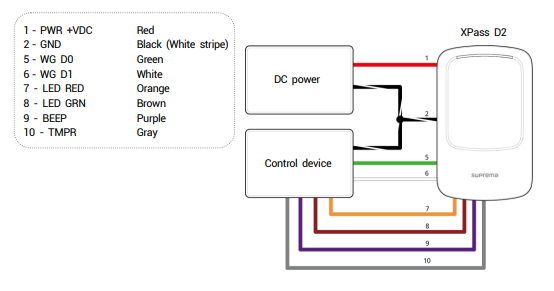 1 - PWR +VDC Red
2 - GND Black (White stripe)
5 - WG D0 Green
6 - WG D1 White
7 - LED RED Orange
8 - LED GRN Brown
9 - BEEP Purple
10 - TMPR Gray
XPass D2
DC power
Control device
1
2
5
6
suprema
7
8
9
10